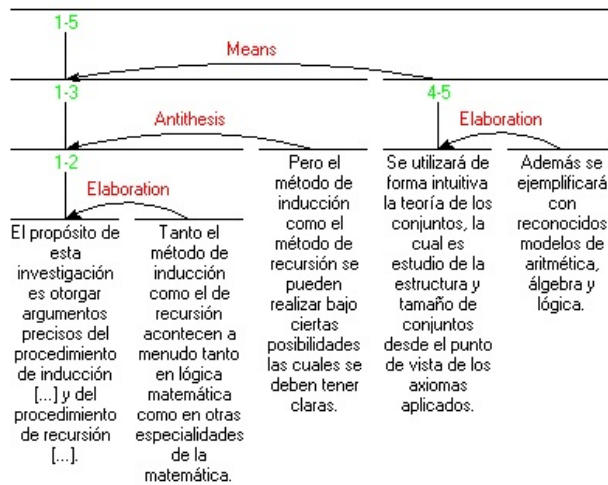 1-5
Means
1-3
4-5
Antithesis
Elaboration
1-2
Elaboration
El propósito de
esta
investigación
es otorgar
argumentos
precisos del
procedimiento
de inducción
[...] y del
procedimiento
de recursión
[...].
Tanto el
método de
inducción
como el de
recursión
acontecen a
menudo tanto
en lógica
matemática
como en otras
especialidades
de la
matemática.
Pero el
método de
inducción
como el
método de
recursión se
pueden
realizar bajo
ciertas
posibilidades
las cuales se
deben tener
claras.
Se utilizará de
forma intuitiva
la teoría de los
conjuntos, la
cual es
estudio de la
estructura y
tamaño de
conjuntos
desde el punto
de vista de los
axiomas
aplicados.
Además se
ejemplificará
con
reconocidos
modelos de
aritmética,
álgebra y
lógica.